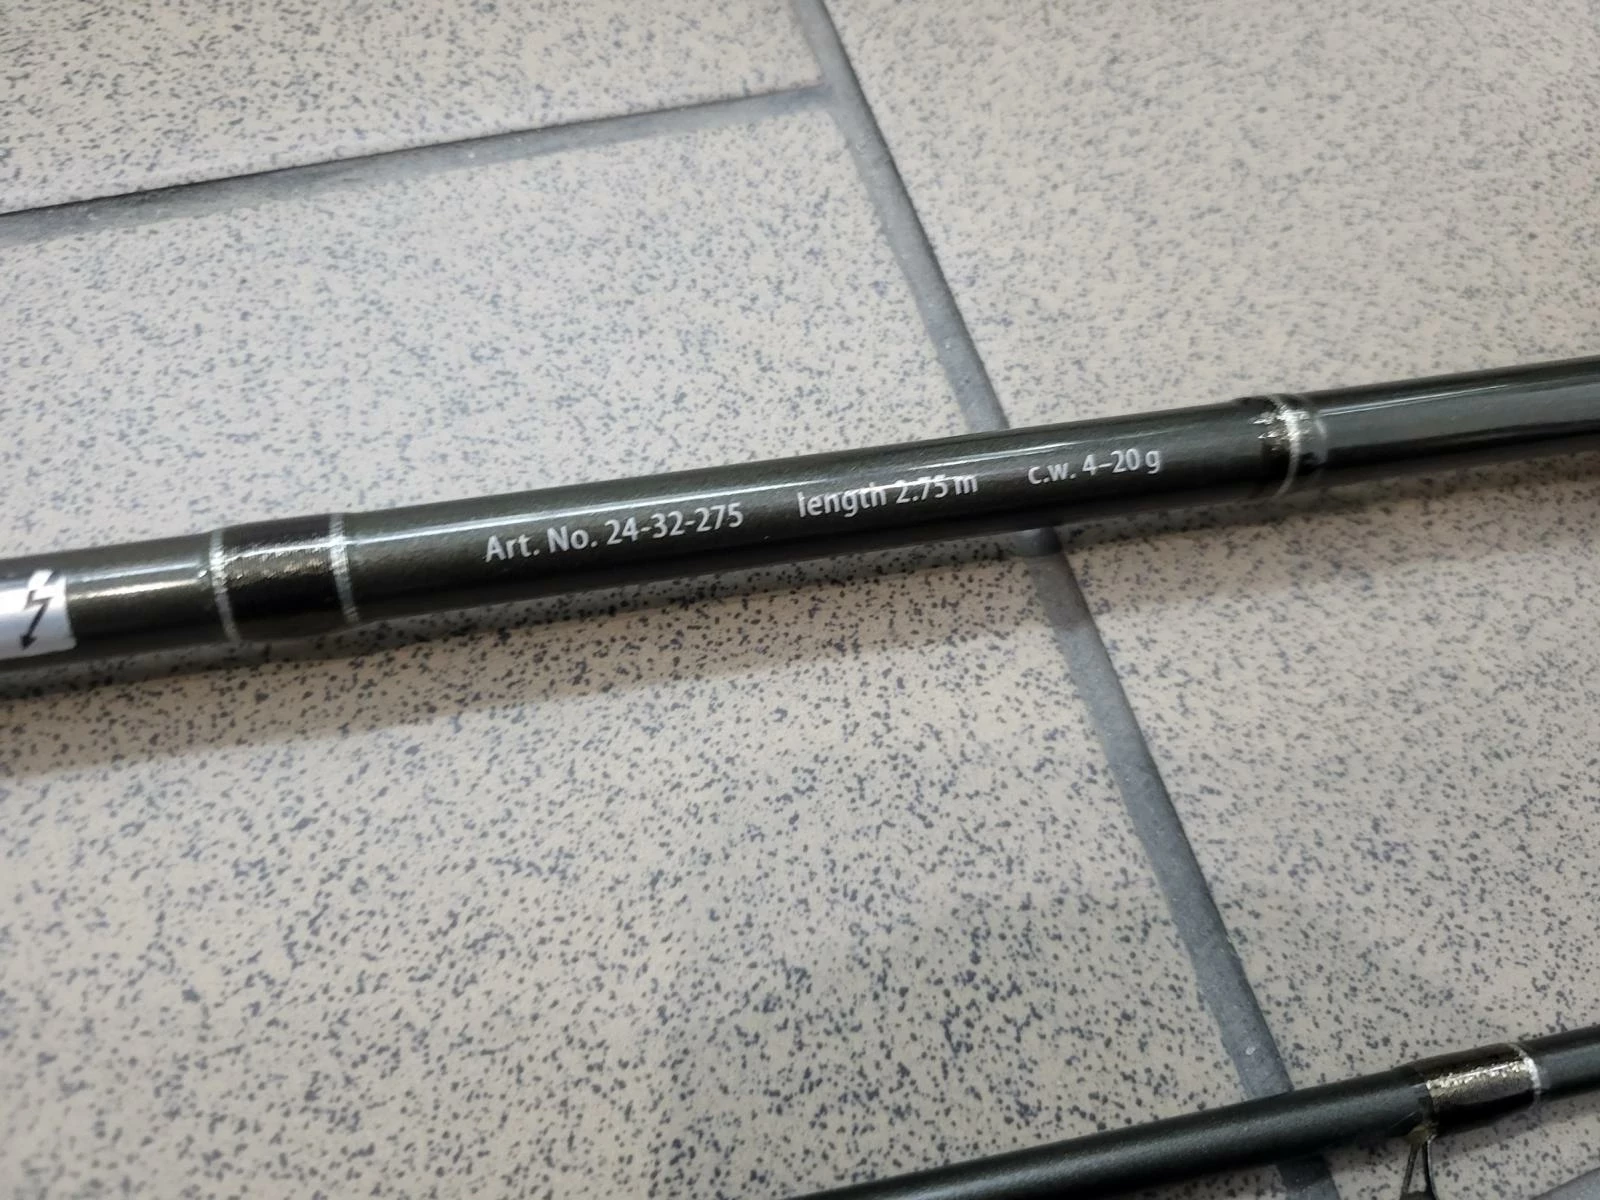 Art. No. 24-32-275 length 2.75 m c.w. 4-20 g